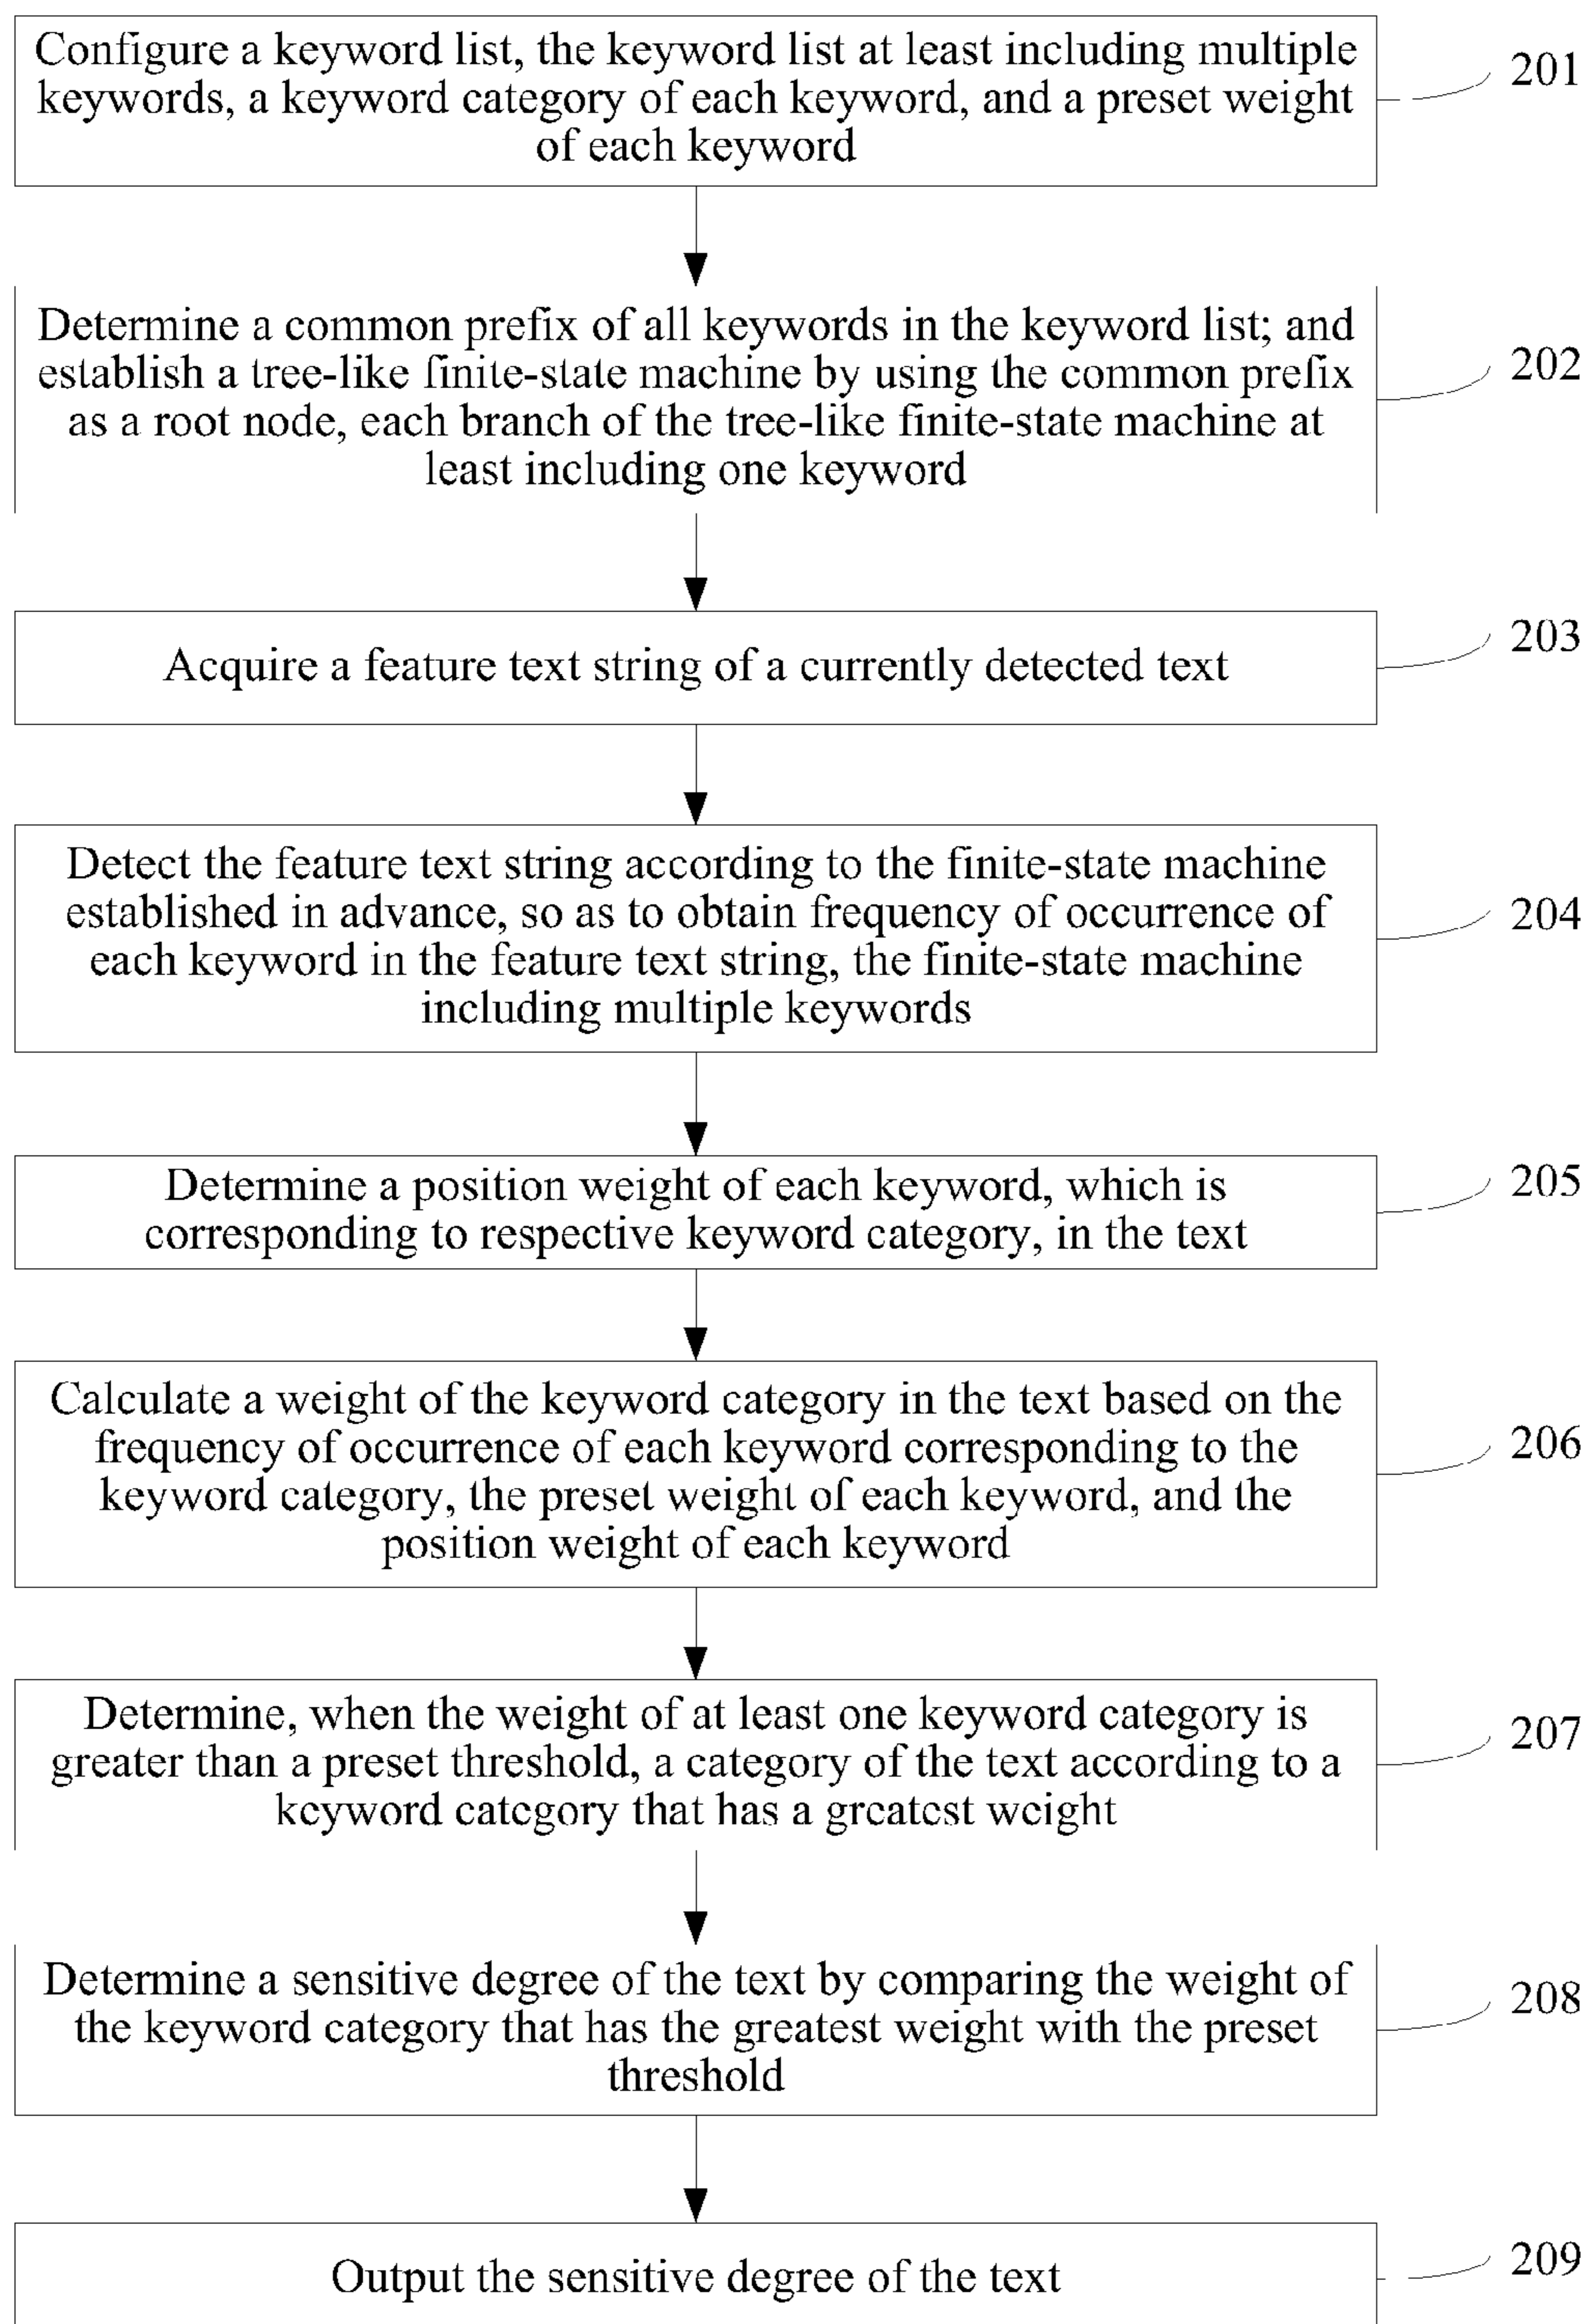 Configure a keyword list, the keyword list at least including multiple
keywords, a keyword category of each keyword, and a preset weight
of each keyword
201
Determine a common prefix of all keywords in the keyword list; and
establish a tree-like finite-state machine by using the common prefix
as a root node, each branch of the tree-like finite-state machine at
least including one keyword
202
Acquire a feature text string of a currently detected text
203
Detect the feature text string according to the finite-state machine
established in advance, so as to obtain frequency of occurrence of
each keyword in the feature text string, the finite-state machine
including multiple keywords
204
Determine a position weight of each keyword, which is
corresponding to respective keyword category, in the text
205
Calculate a weight of the keyword category in the text based on the
frequency of occurrence of each keyword corresponding to the
keyword category, the preset weight of each keyword, and the
position weight of each keyword
206
Determine, when the weight of at least one keyword category is
greater than a preset threshold, a category of the text according to a
keyword category that has a greatest weight
207
Determine a sensitive degree of the text by comparing the weight of
the keyword category that has the greatest weight with the preset
threshold
208
Output the sensitive degree of the text
209